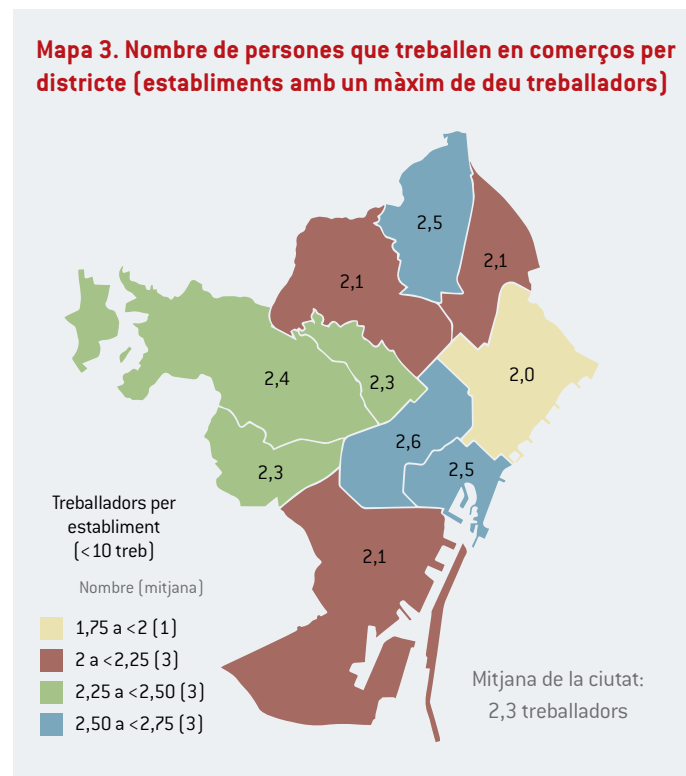 Mapa 3. Nombre de persones que treballen en comerços per
districte (establiments amb un màxim de deu treballadors)
2,5
2,1
2,1
2,4
2,3
2,0
2,6
2,3
2,5
2,1
Treballadors per
establiment
(<10 treb)
Nombre (mitjana)
1,75 a <2 (1)
2 a <2,25 (3)
2,25 a <2,50 (3)
2,50 a <2,75 (3)
Mitjana de la ciutat:
2,3 treballadors